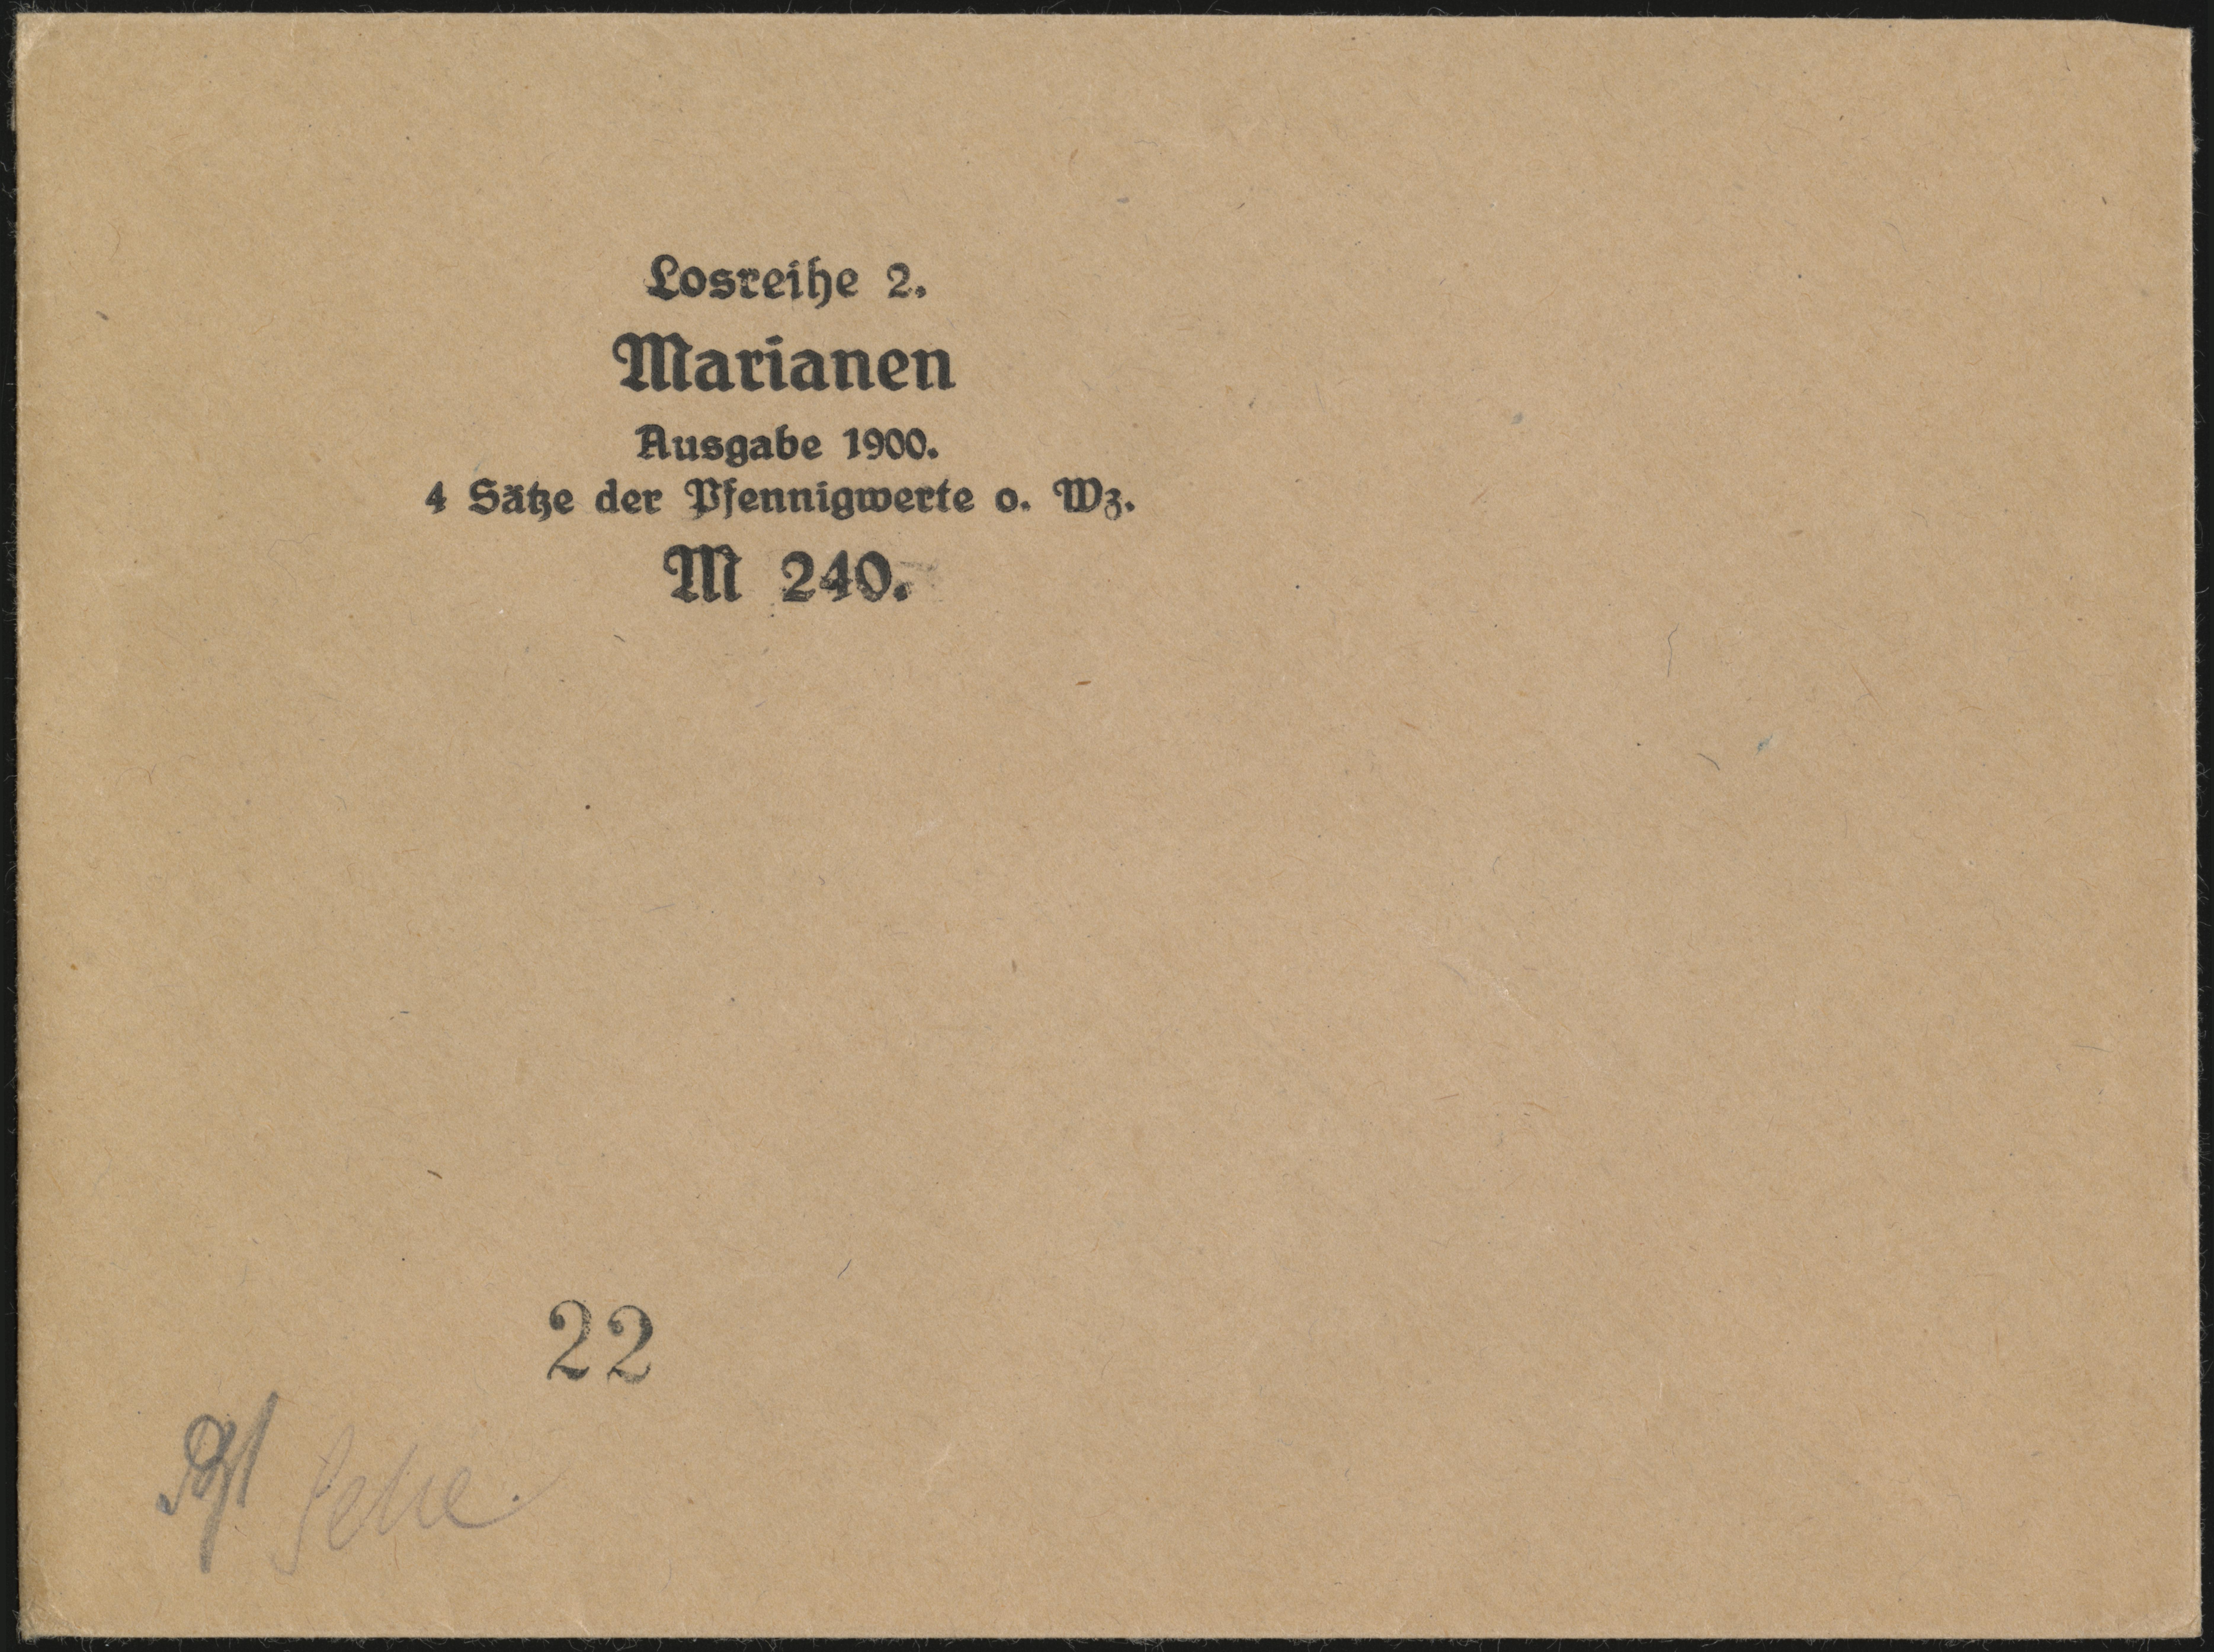 Losreihe 2.
Marianen
Ausgabe 1900.
4 Sätze der Pfennigwerte o. Wz.
M 240.
22